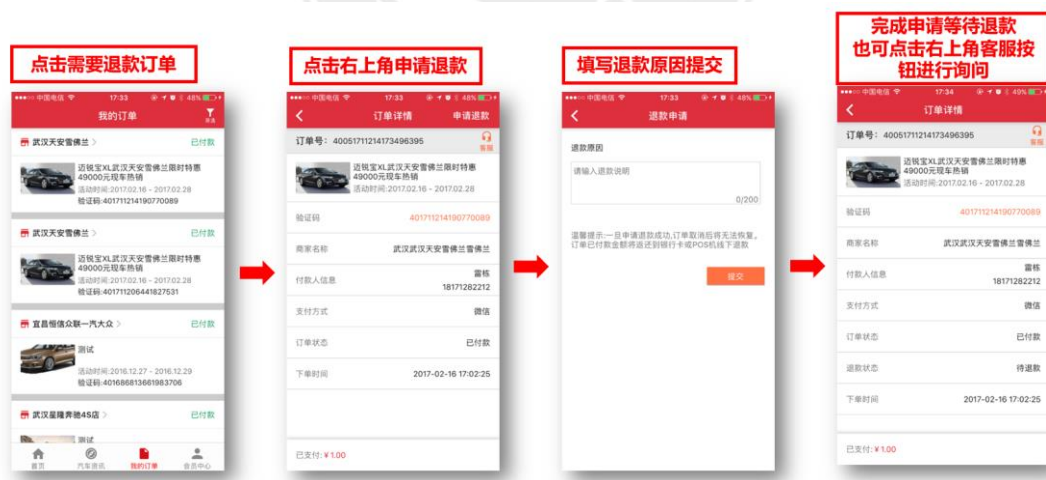 点击需要退款订单
中国电信 17:33 48%
我的订单
筛选
武汉天安雪佛兰 > 已付款
迈锐宝XL武汉天安雪佛兰限时特惠
49000元现车热销
活动时间:2017.02.16 - 2017.02.28
验证码:401711214190770089
武汉天安雪佛兰 > 已付款
迈锐宝XL武汉天安雪佛兰限时特惠
49000元现车热销
活动时间:2017.02.16 - 2017.02.28
验证码:401711206441827531
宜昌恒信众联一汽大众 > 已付款
测试
活动时间:2016.12.27 - 2016.12.29
验证码:401686813661983706
武汉星隆奔驰4S店 > 已付款
测试
首页 汽车资讯 我的订单 会员中心
点击右上角申请退款
中国电信 17:33 48%
订单详情 申请退款
订单号: 40051711214173496395
客服
迈锐宝XL武汉天安雪佛兰限时特惠
49000元现车热销
活动时间:2017.02.16 - 2017.02.28
验证码 401711214190770089
商家名称 武汉武汉天安雪佛兰雪佛兰
付款人信息 雷栋
18171282212
支付方式 微信
订单状态 已付款
下单时间 2017-02-16 17:02:25
已支付: ¥1.00
填写退款原因提交
中国电信 17:33 48%
退款申请
退款原因
请输入退款说明
0/200
温馨提示:一旦申请退款成功,订单取消后将无法恢复。
订单已付款金额将返还到银行卡或POS机线下退款
提交
完成申请等待退款
也可点击右上角客服按
钮进行询问
中国电信 17:34 49%
订单详情
订单号: 40051711214173496395
客服
迈锐宝XL武汉天安雪佛兰限时特惠
49000元现车热销
活动时间:2017.02.16 - 2017.02.28
验证码 401711214190770089
商家名称 武汉武汉天安雪佛兰雪佛兰
付款人信息 雷栋
18171282212
支付方式 微信
订单状态 已付款
退款状态 待退款
下单时间 2017-02-16 17:02:25
已支付: ¥1.00